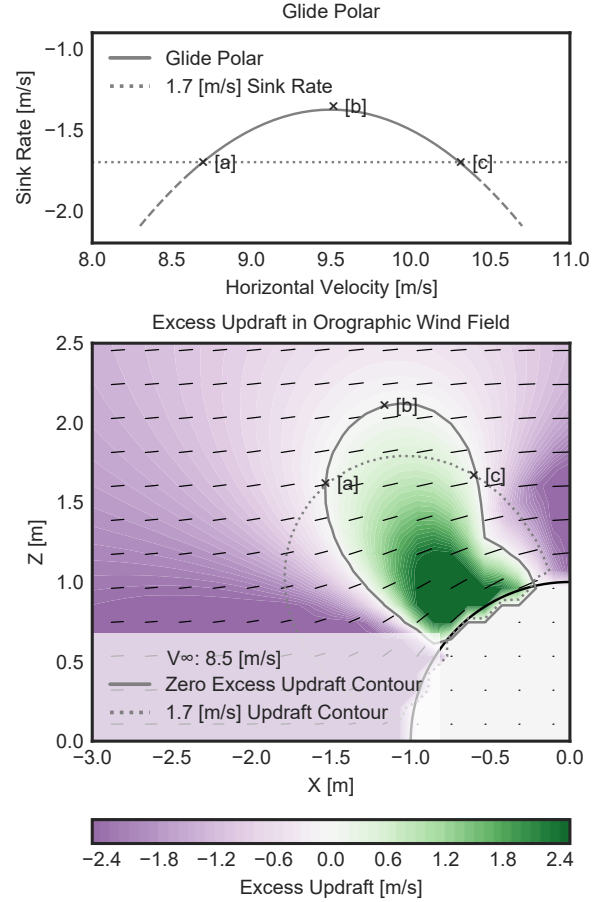 Glide Polar
−1.0
−1.5
−2.0
Sink Rate [m/s]
Glide Polar
1.7 [m/s] Sink Rate
[b]
[a]
[c]
8.0 8.5 9.0 9.5 10.0 10.5 11.0
Horizontal Velocity [m/s]
Excess Updraft in Orographic Wind Field
2.5
2.0
1.5
1.0
0.5
0.0
Z [m]
[b]
[a]
[c]
V∞: 8.5 [m/s]
Zero Excess Updraft Contour
1.7 [m/s] Updraft Contour
−3.0 −2.5 −2.0 −1.5 −1.0 −0.5 0.0
X [m]
−2.4 −1.8 −1.2 −0.6 0.0 0.6 1.2 1.8 2.4
Excess Updraft [m/s]